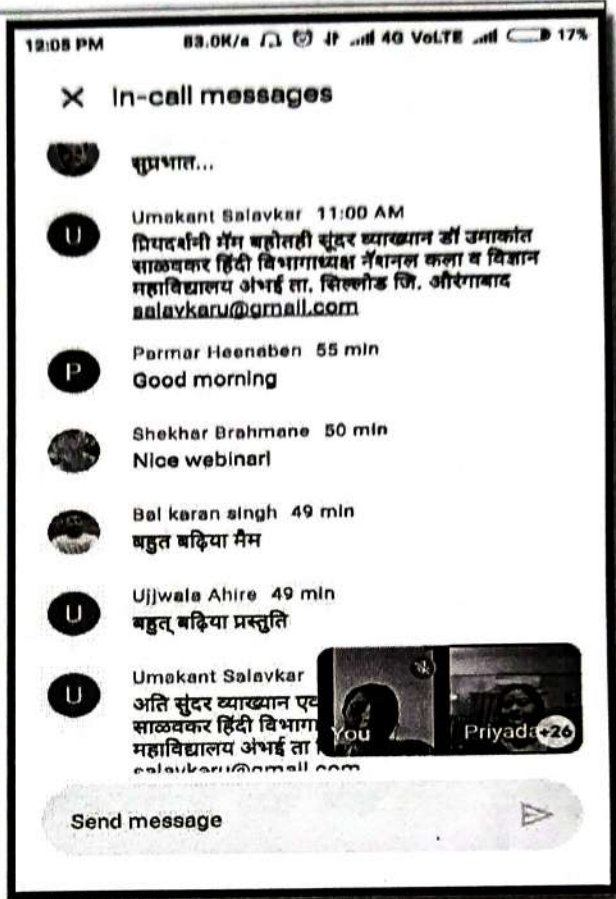 12:08 PM 83.0K/s 4G VoLTE 17%
In-call messages
सुप्रभात...
Umakant Salavkar 11:00 AM
प्रियदर्शनी मॅम बहोतही सूंदर ब्याख्यान डॉ उमाकांत
साळवकर हिंदी विभागाध्यक्ष नॅशनल कला व विज्ञान
महाविद्यालय अंभई ता. सिल्लोड जि. औरंगाबाद
salavkaru@gmail.com
P
Parmar Heenaben 55 min
Good morning
Shekhar Brahmane 50 min
Nice webinar!
Bal karan singh 49 min
बहुत बढ़िया मैम
U
Ujjwala Ahire 49 min
बहुत् बढ़िया प्रस्तुति
U
Umakant Salavkar
अति सुंदर ब्याख्यान एव
साळवकर हिंदी विभागा
महाविद्यालय अंभई ता
salavkaru@gmail.com
You
Priyada +26
Send message